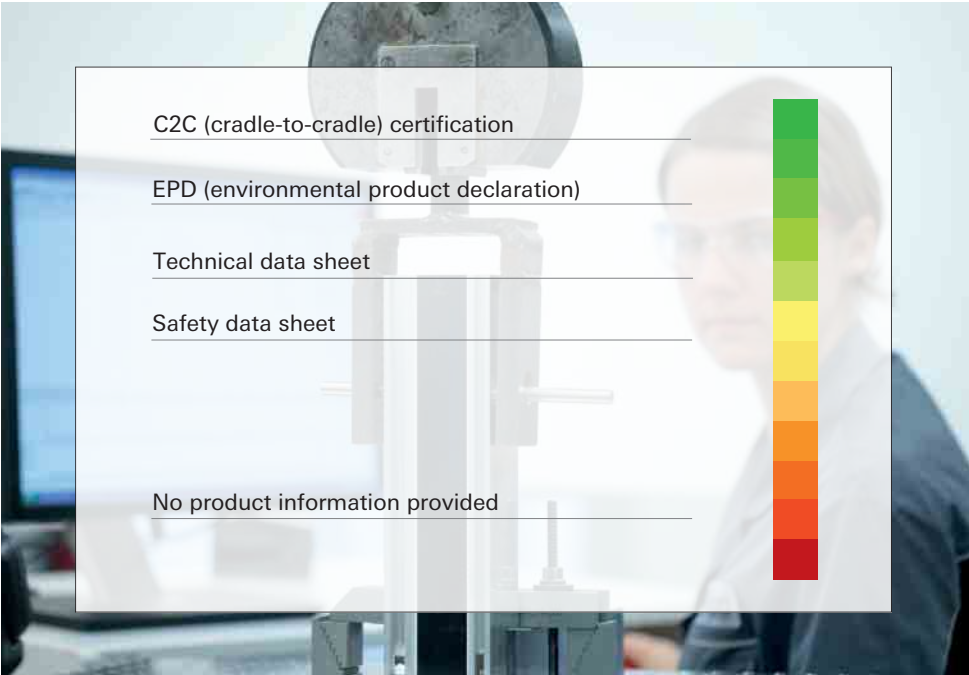 C2C (cradle-to-cradle) certification
EPD (environmental product declaration)
Technical data sheet
Safety data sheet
No product information provided